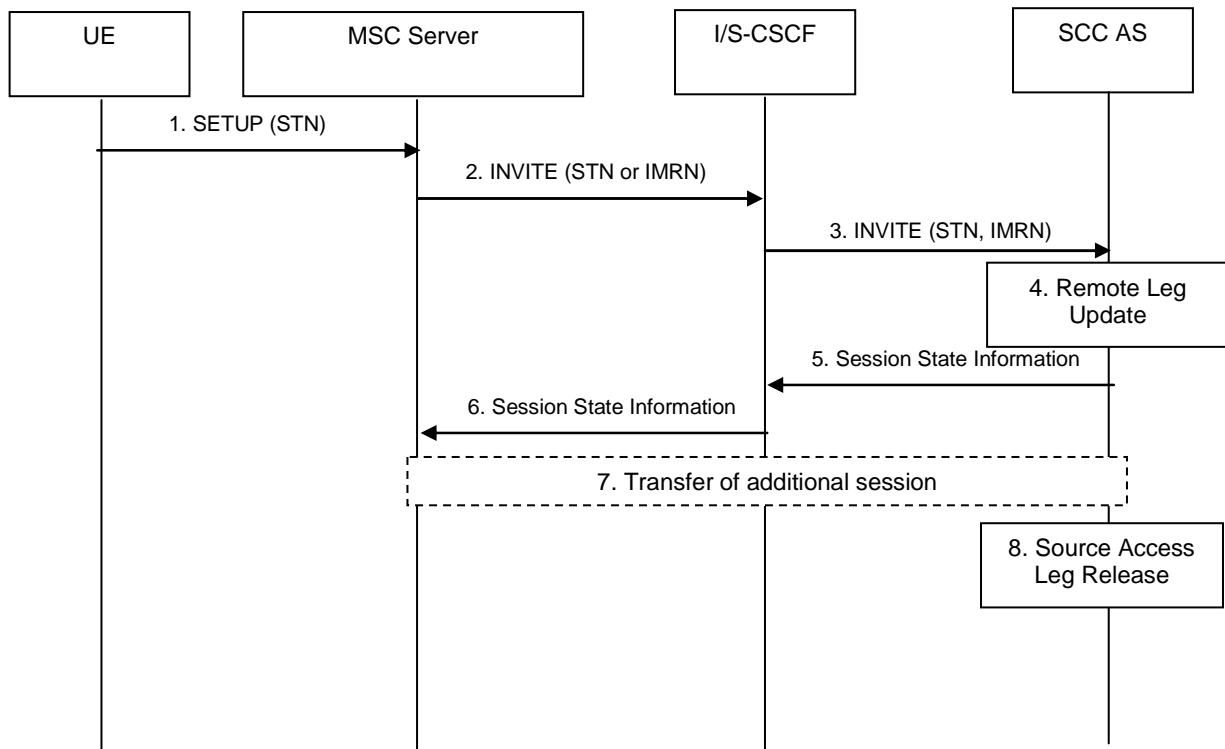 UE
MSC Server
I/S-CSCF
SCC AS
1. SETUP (STN)
2. INVITE (STN or IMRN)
3. INVITE (STN, IMRN)
4. Remote Leg
Update
5. Session State Information
6. Session State Information
7. Transfer of additional session
8. Source Access
Leg Release